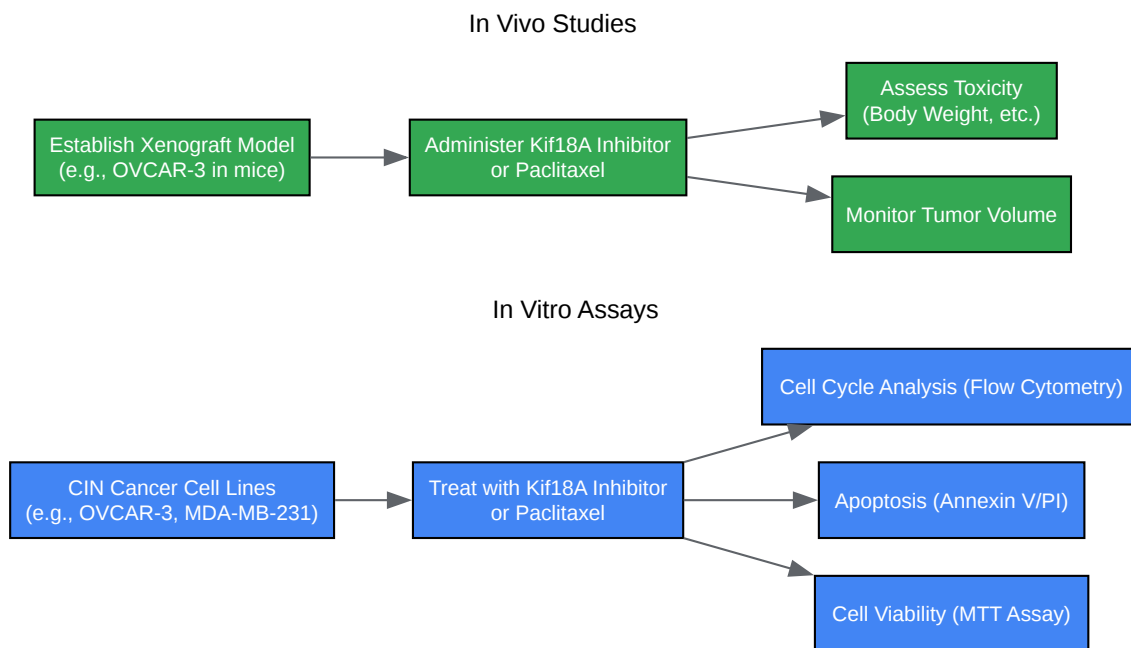 In Vivo Studies
Establish Xenograft Model
(e.g., OVCAR-3 in mice)
Administer Kif18A Inhibitor
or Paclitaxel
Assess Toxicity
(Body Weight, etc.)
Monitor Tumor Volume
In Vitro Assays
CIN Cancer Cell Lines
(e.g., OVCAR-3, MDA-MB-231)
Treat with Kif18A Inhibitor
or Paclitaxel
Cell Cycle Analysis (Flow Cytometry)
Apoptosis (Annexin V/PI)
Cell Viability (MTT Assay)